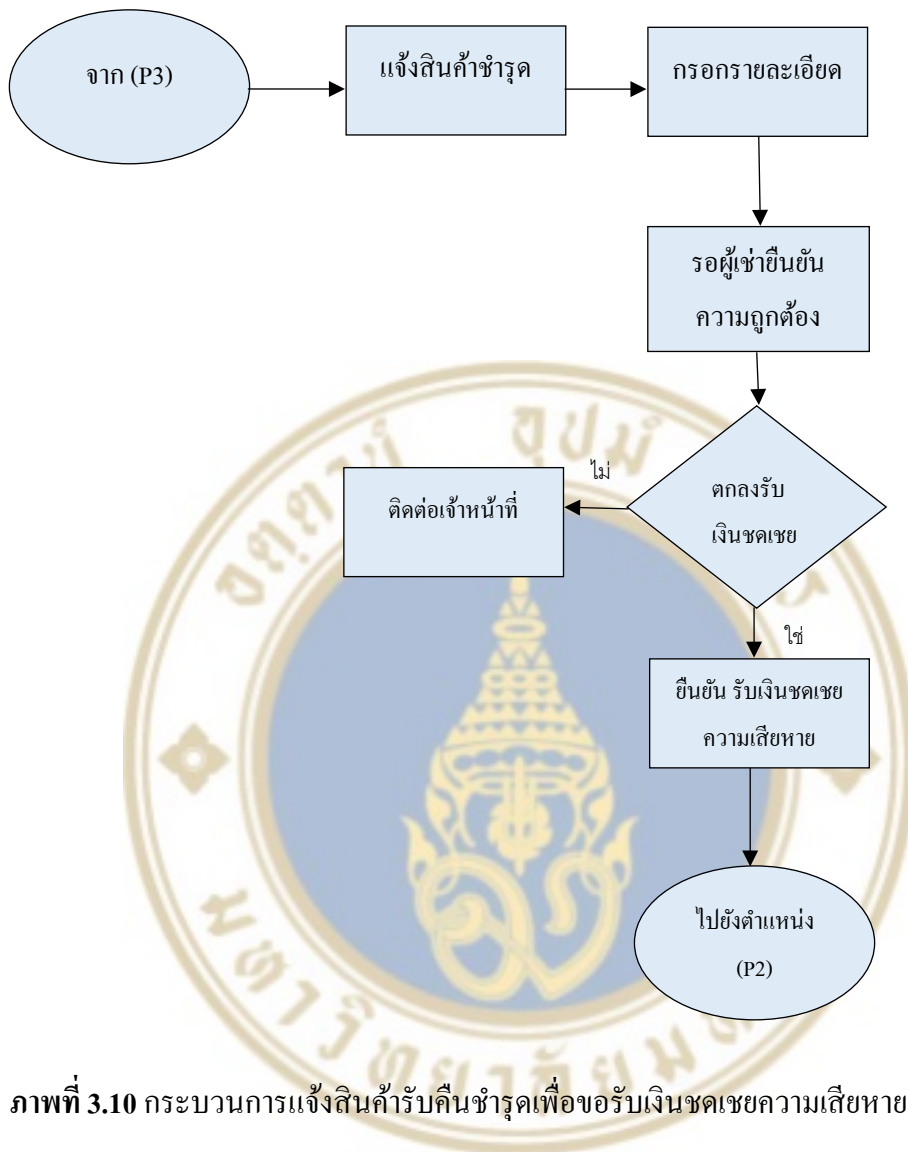 จาก (P3)
แจ้งสินค้าชำรุด
กรอกรายละเอียด
รอผู้เช่ายืนยัน
ความถูกต้อง
ตกลงรับ
เงินชดเชย
ไม่
ติดต่อเจ้าหน้าที่
ใช่
ยืนยัน รับเงินชดเชย
ความเสียหาย
ไปยังตำแหน่ง
(P2)
ภาพที่ 3.10 กระบวนการแจ้งสินค้ารับคืนชำรุดเพื่อขอรับเงินชดเชยความเสียหาย